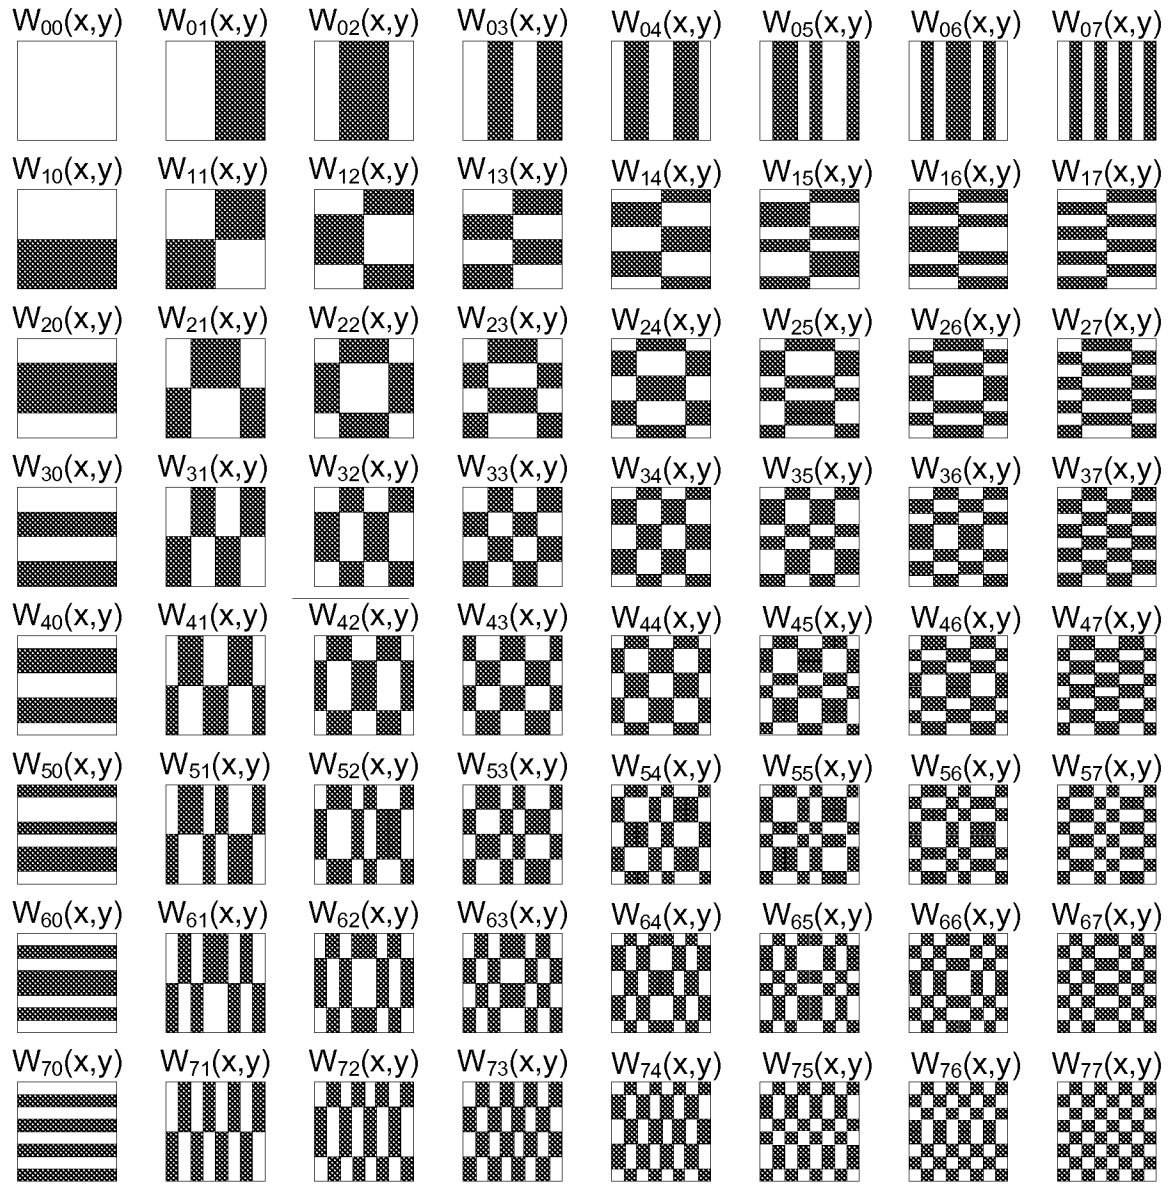 W00(x,y) W01(x,y) W02(x,y) W03(x,y) W04(x,y) W05(x,y) W06(x,y) W07(x,y)
W10(x,y) W11(x,y) W12(x,y) W13(x,y) W14(x,y) W15(x,y) W16(x,y) W17(x,y)
W20(x,y) W21(x,y) W22(x,y) W23(x,y) W24(x,y) W25(x,y) W26(x,y) W27(x,y)
W30(x,y) W31(x,y) W32(x,y) W33(x,y) W34(x,y) W35(x,y) W36(x,y) W37(x,y)
W40(x,y) W41(x,y) W42(x,y) W43(x,y) W44(x,y) W45(x,y) W46(x,y) W47(x,y)
W50(x,y) W51(x,y) W52(x,y) W53(x,y) W54(x,y) W55(x,y) W56(x,y) W57(x,y)
W60(x,y) W61(x,y) W62(x,y) W63(x,y) W64(x,y) W65(x,y) W66(x,y) W67(x,y)
W70(x,y) W71(x,y) W72(x,y) W73(x,y) W74(x,y) W75(x,y) W76(x,y) W77(x,y)